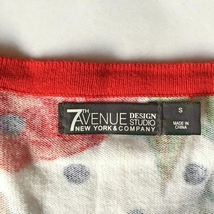 7TH AVENUE DESIGN STUDIO
NEW YORK & COMPANY
S
MADE IN
CHINA